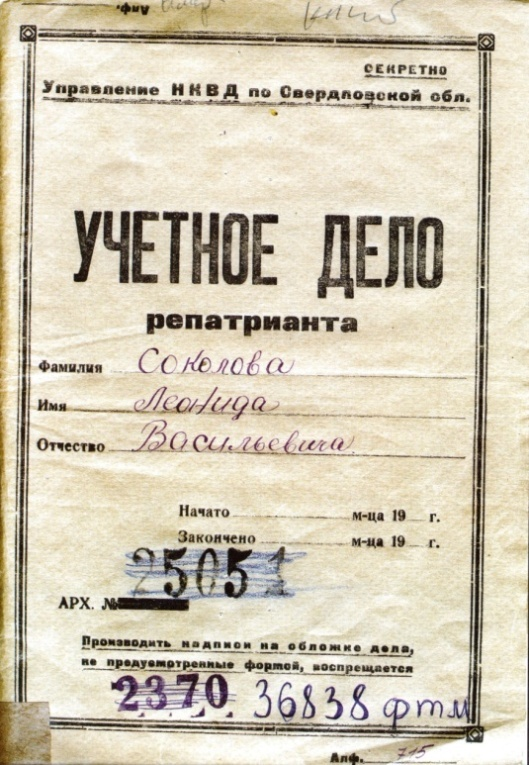 СЕКРЕТНО
Управление НКВД по Свердловской обл.
УЧЕТНОЕ ДЕЛО
репатрианта
Фамилия Соколова
Имя Леонида
Отчество Васильевича
Начато м-ца 19 г.
Закончено м-ца 19 г.
25051
АРХ. №
Производить надписи на обложке дела,
не предусмотренные формой, воспрещается
2370 36838 фтм
Алф. 715